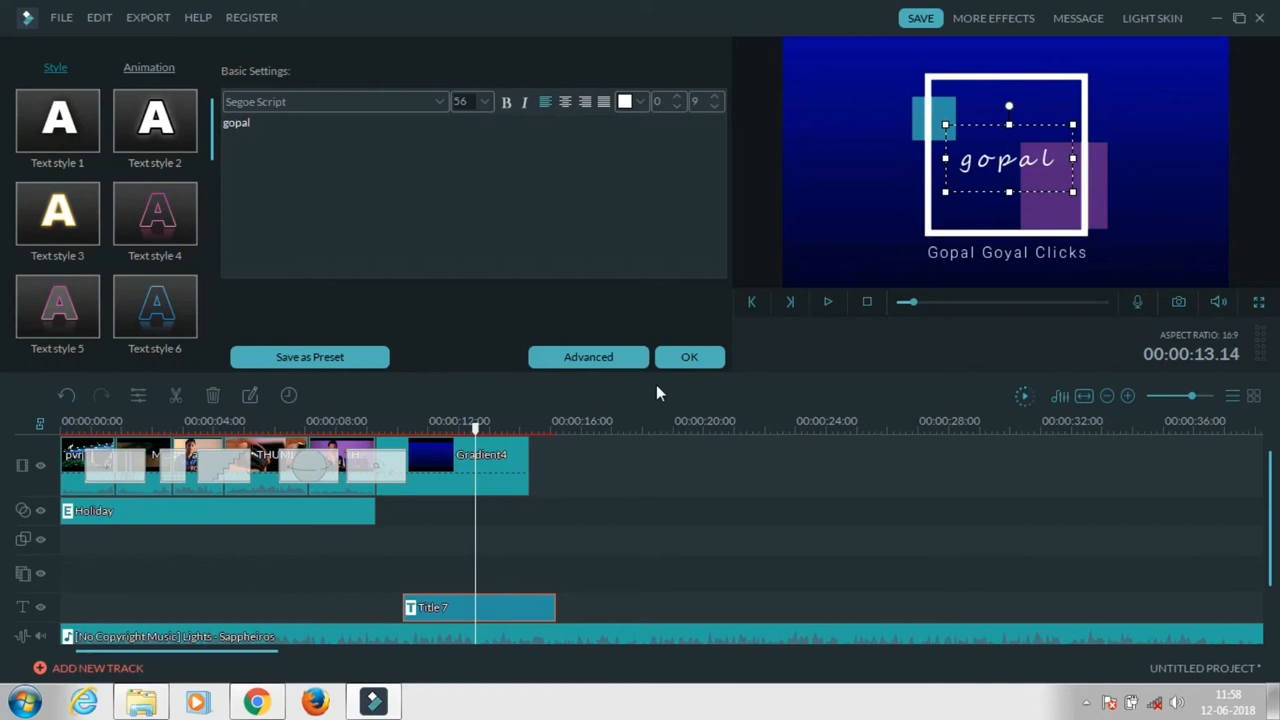 FILE EDIT EXPORT HELP REGISTER SAVE MORE EFFECTS MESSAGE LIGHT SKIN
Style Animation
Basic Settings:
Segoe Script 56 B I 0 9
gopal
A A
Text style 1 Text style 2
A A
Text style 3 Text style 4
A A
Text style 5 Text style 6
Save as Preset Advanced OK
gopal
Gopal Goyal Clicks
ASPECT RATIO: 16:9
00:00:13.14
00:00:00:00 00:00:04:00 00:00:08:00 00:00:12:00 00:00:16:00 00:00:20:00 00:00:24:00 00:00:28:00 00:00:32:00 00:00:36:00
THUM Gradient4
E Holiday
T Title 7
[No Copyright Music] Lights - Sappheiros
ADD NEW TRACK
UNTITLED PROJECT *
11:58
12-06-2018